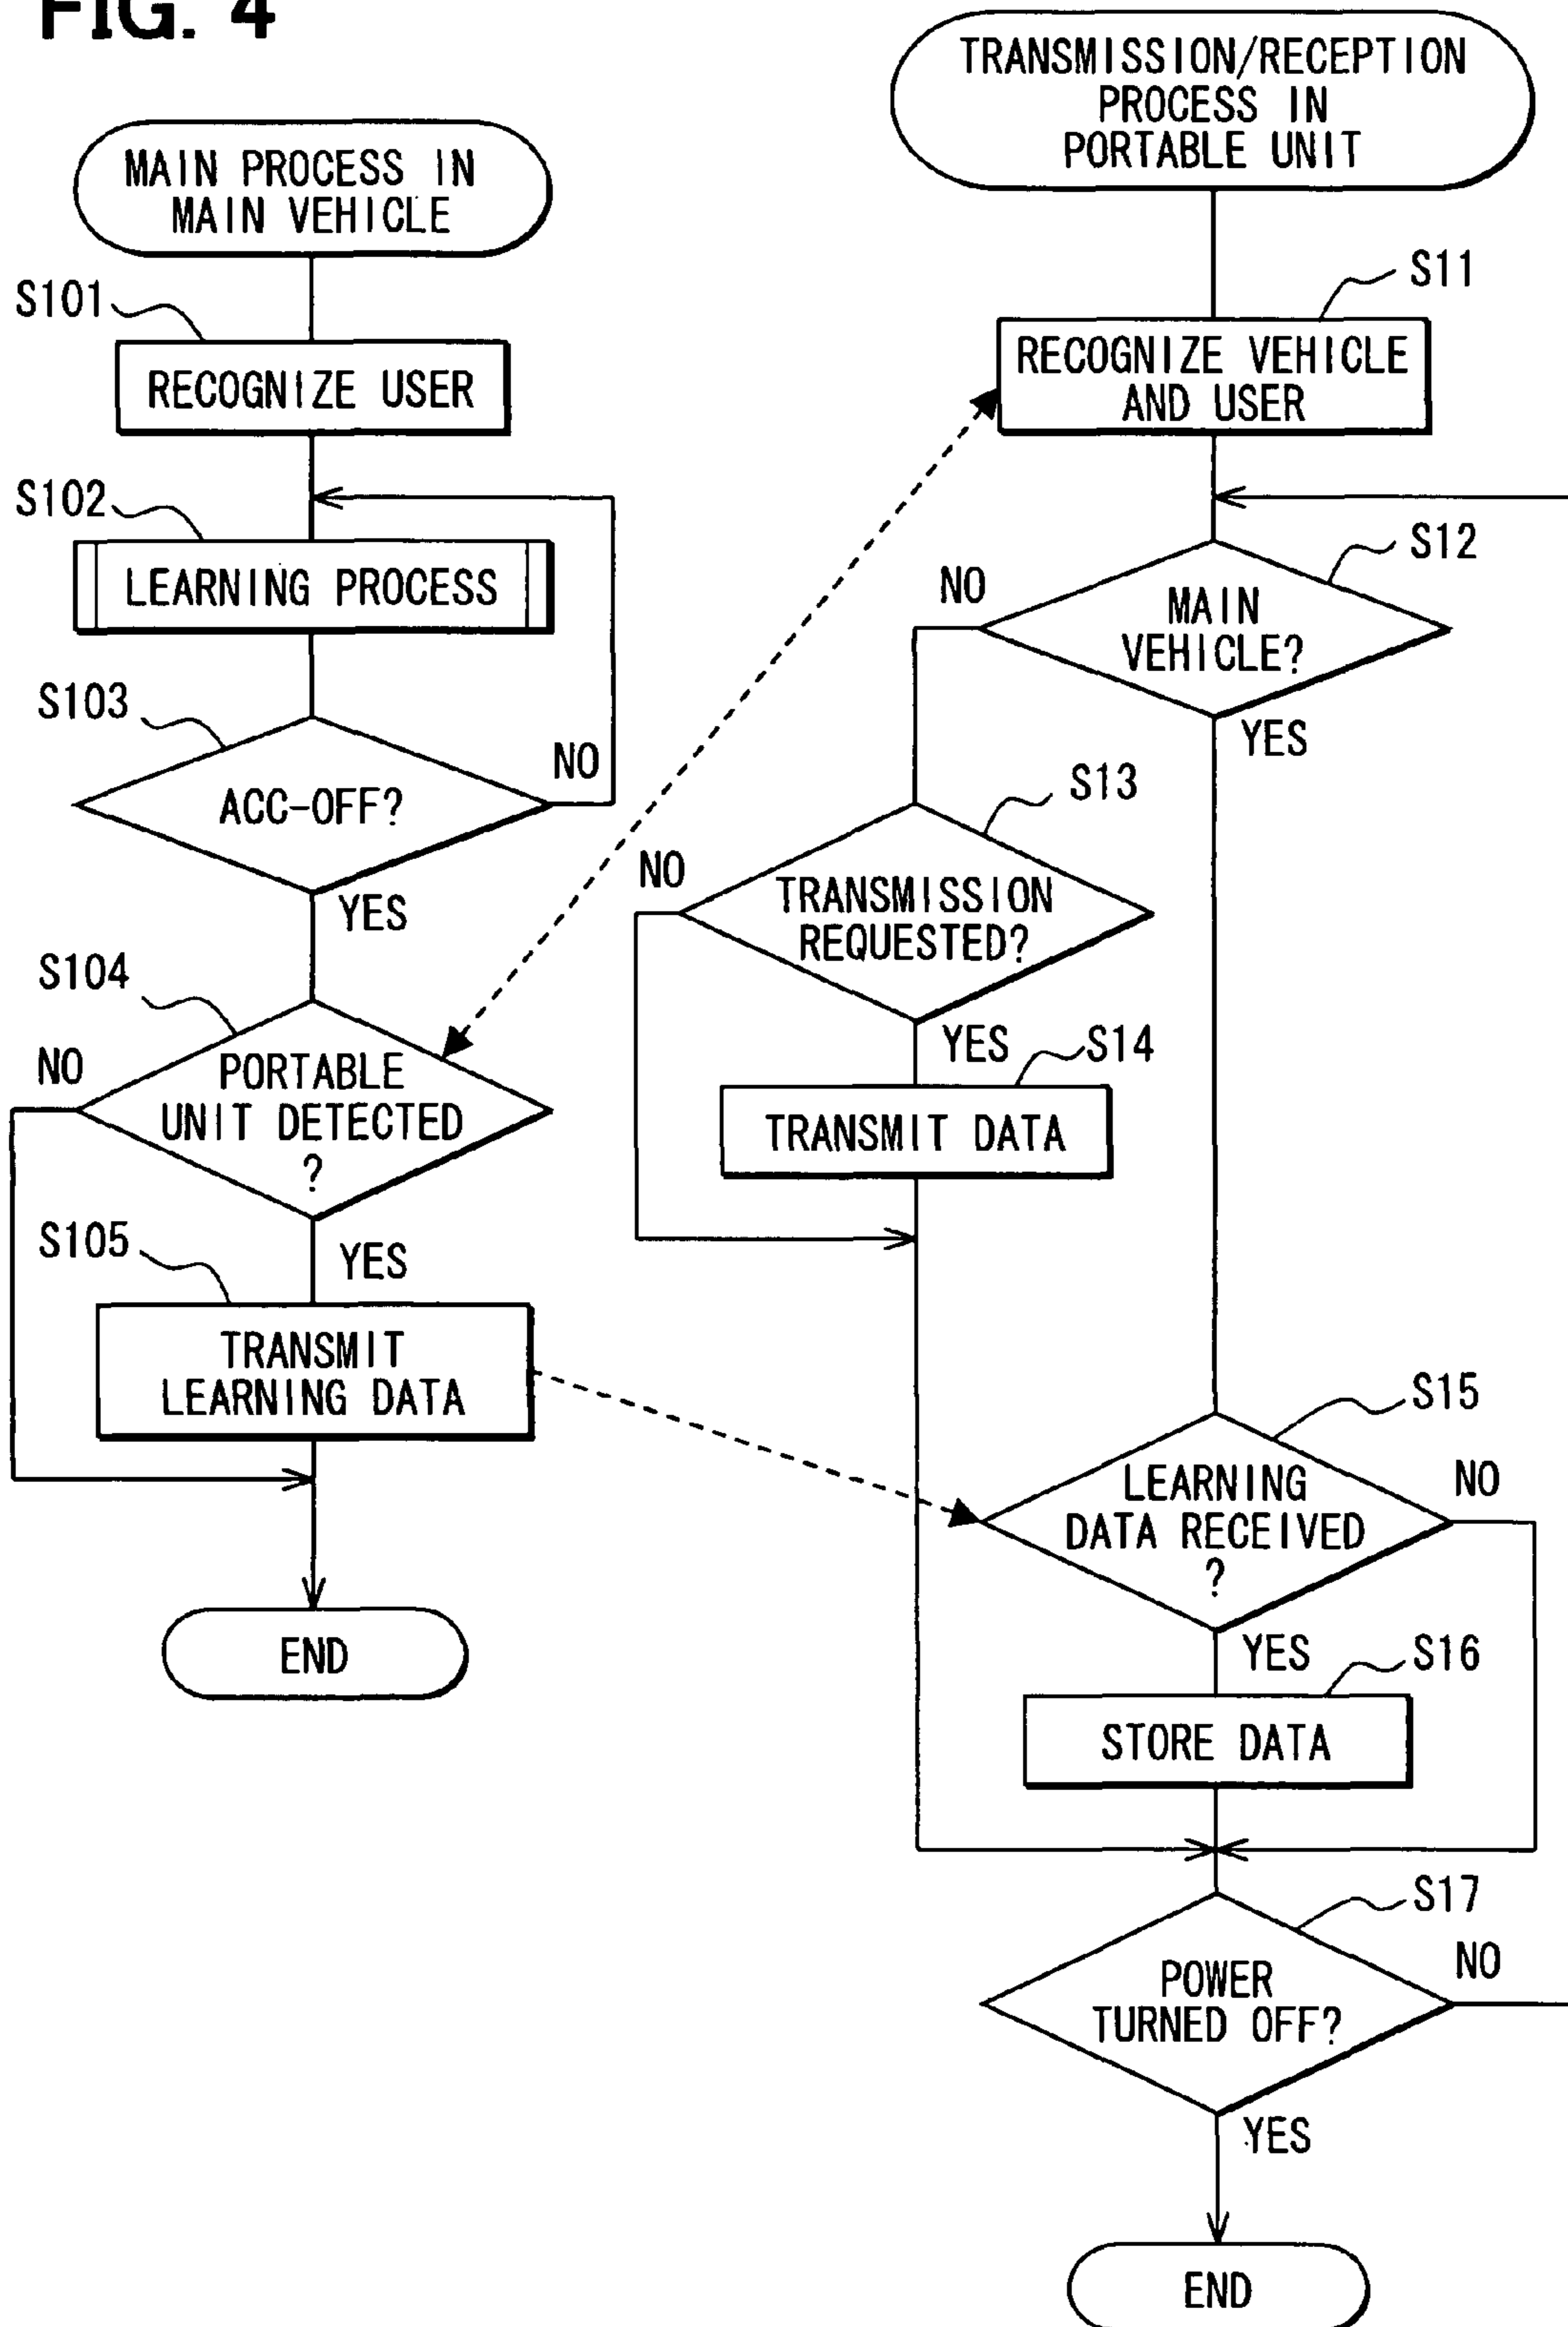 FIG. 4
MAIN PROCESS IN
MAIN VEHICLE
S101
RECOGNIZE USER
S102
LEARNING PROCESS
S103
ACC-OFF?
NO
YES
S104
NO
PORTABLE
UNIT DETECTED
?
S105
YES
TRANSMIT
LEARNING DATA
END
TRANSMISSION/RECEPTION
PROCESS IN
PORTABLE UNIT
S11
RECOGNIZE VEHICLE
AND USER
S12
NO
MAIN
VEHICLE?
YES
S13
NO
TRANSMISSION
REQUESTED?
YES
S14
TRANSMIT DATA
S15
LEARNING
DATA RECEIVED
?
NO
YES
S16
STORE DATA
S17
POWER
TURNED OFF?
NO
YES
END